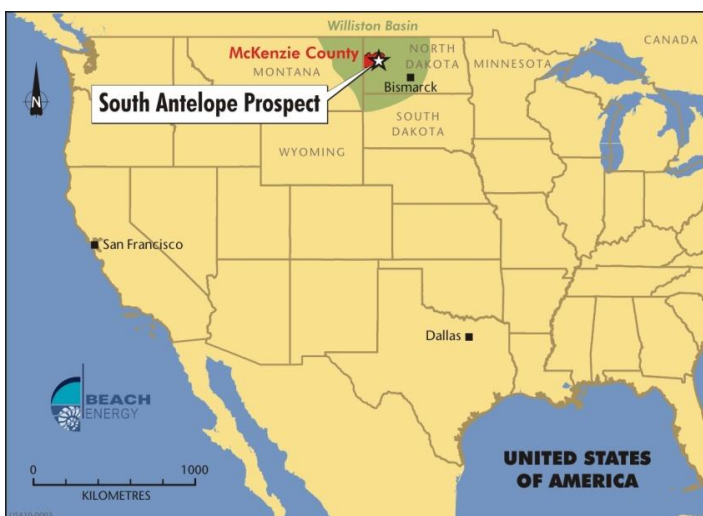 Williston Basin
McKenzie County
NORTH
DAKOTA
CANADA
MONTANA
MINNESOTA
Bismarck
N
South Antelope Prospect
SOUTH
DAKOTA
WYOMING
San Francisco
Dallas
BEACH
ENERGY
UNITED STATES
OF AMERICA
0 1000
KILOMETRES